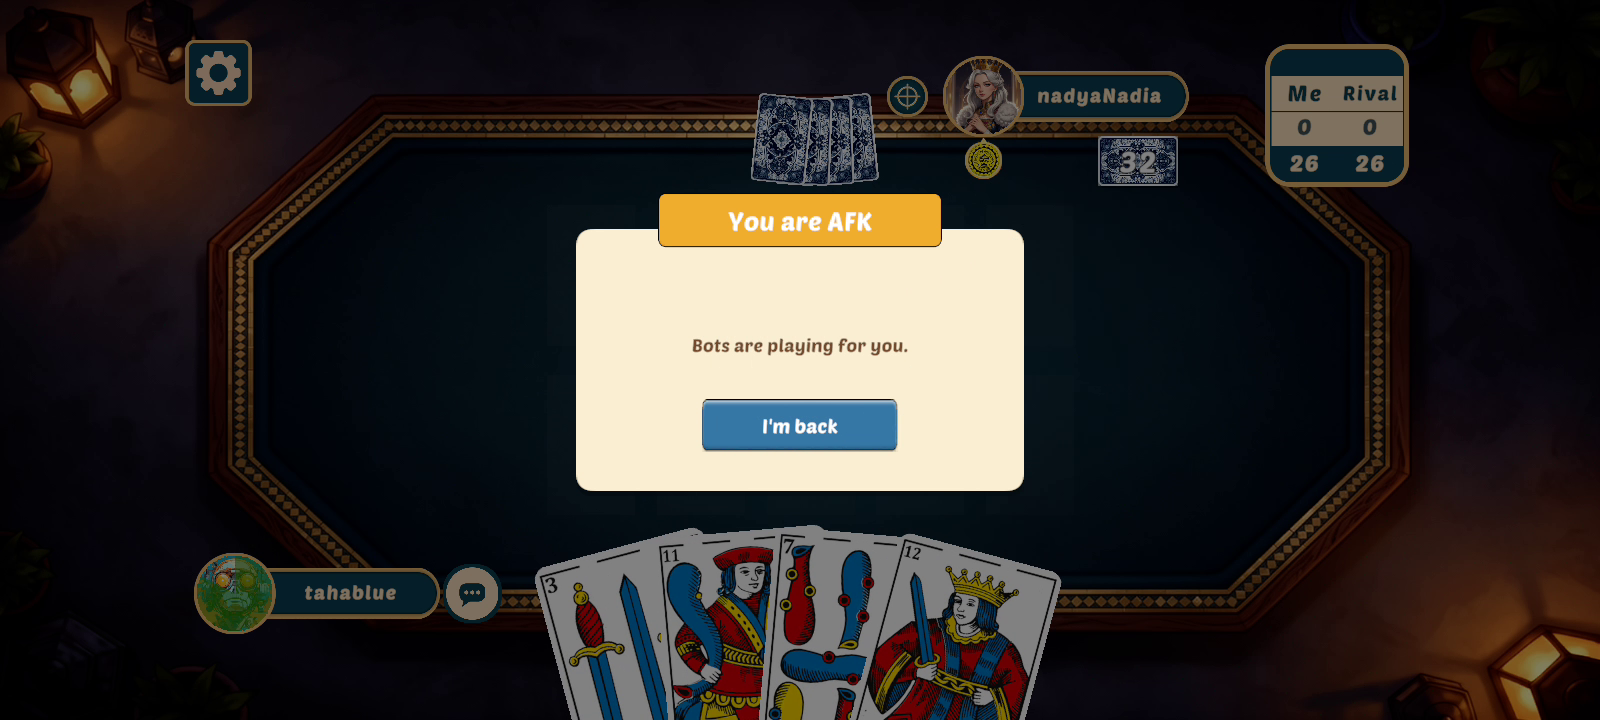 nadyaNadia
Me Rival
0 0
26 26
32
You are AFK
Bots are playing for you.
I'm back
tahablue
3
11
7
12